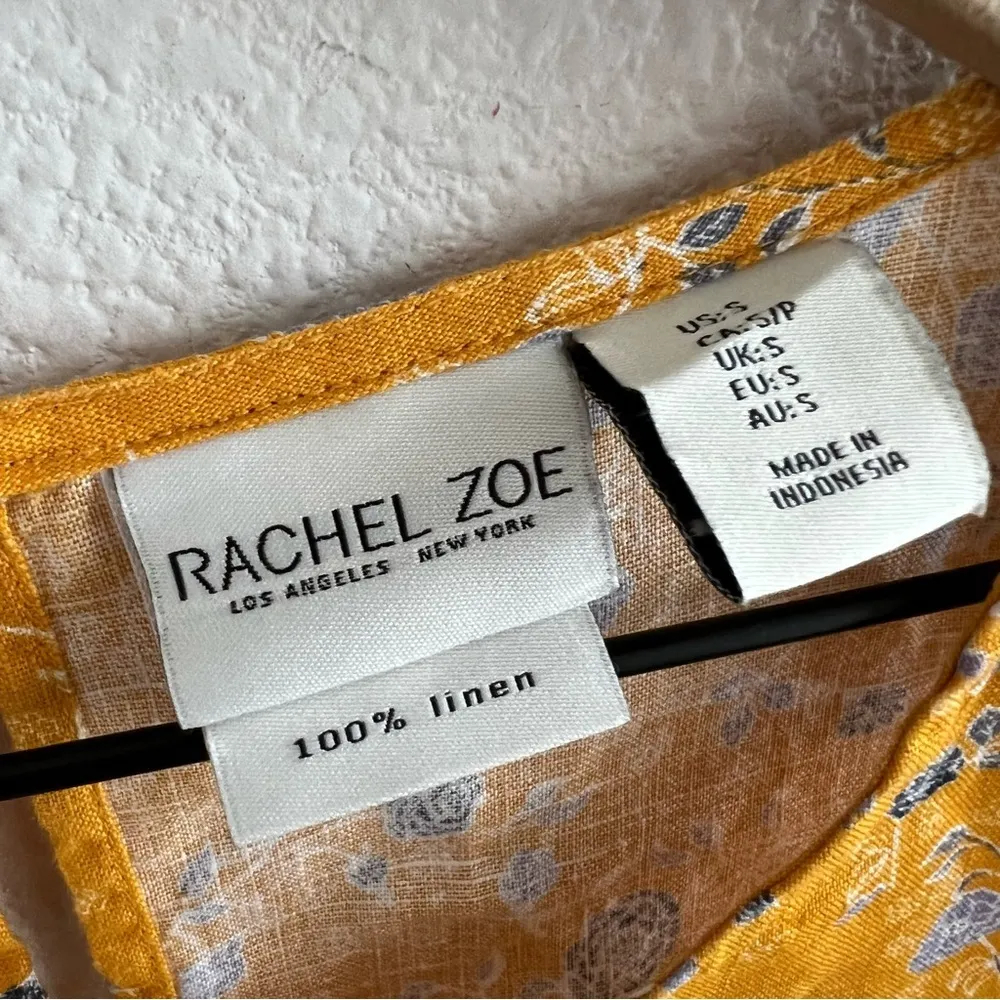 RACHEL ZOE
LOS ANGELES NEW YORK
100% linen
US: S
CA: S/P
UK: S
EU: S
AU: S
MADE IN
INDONESIA